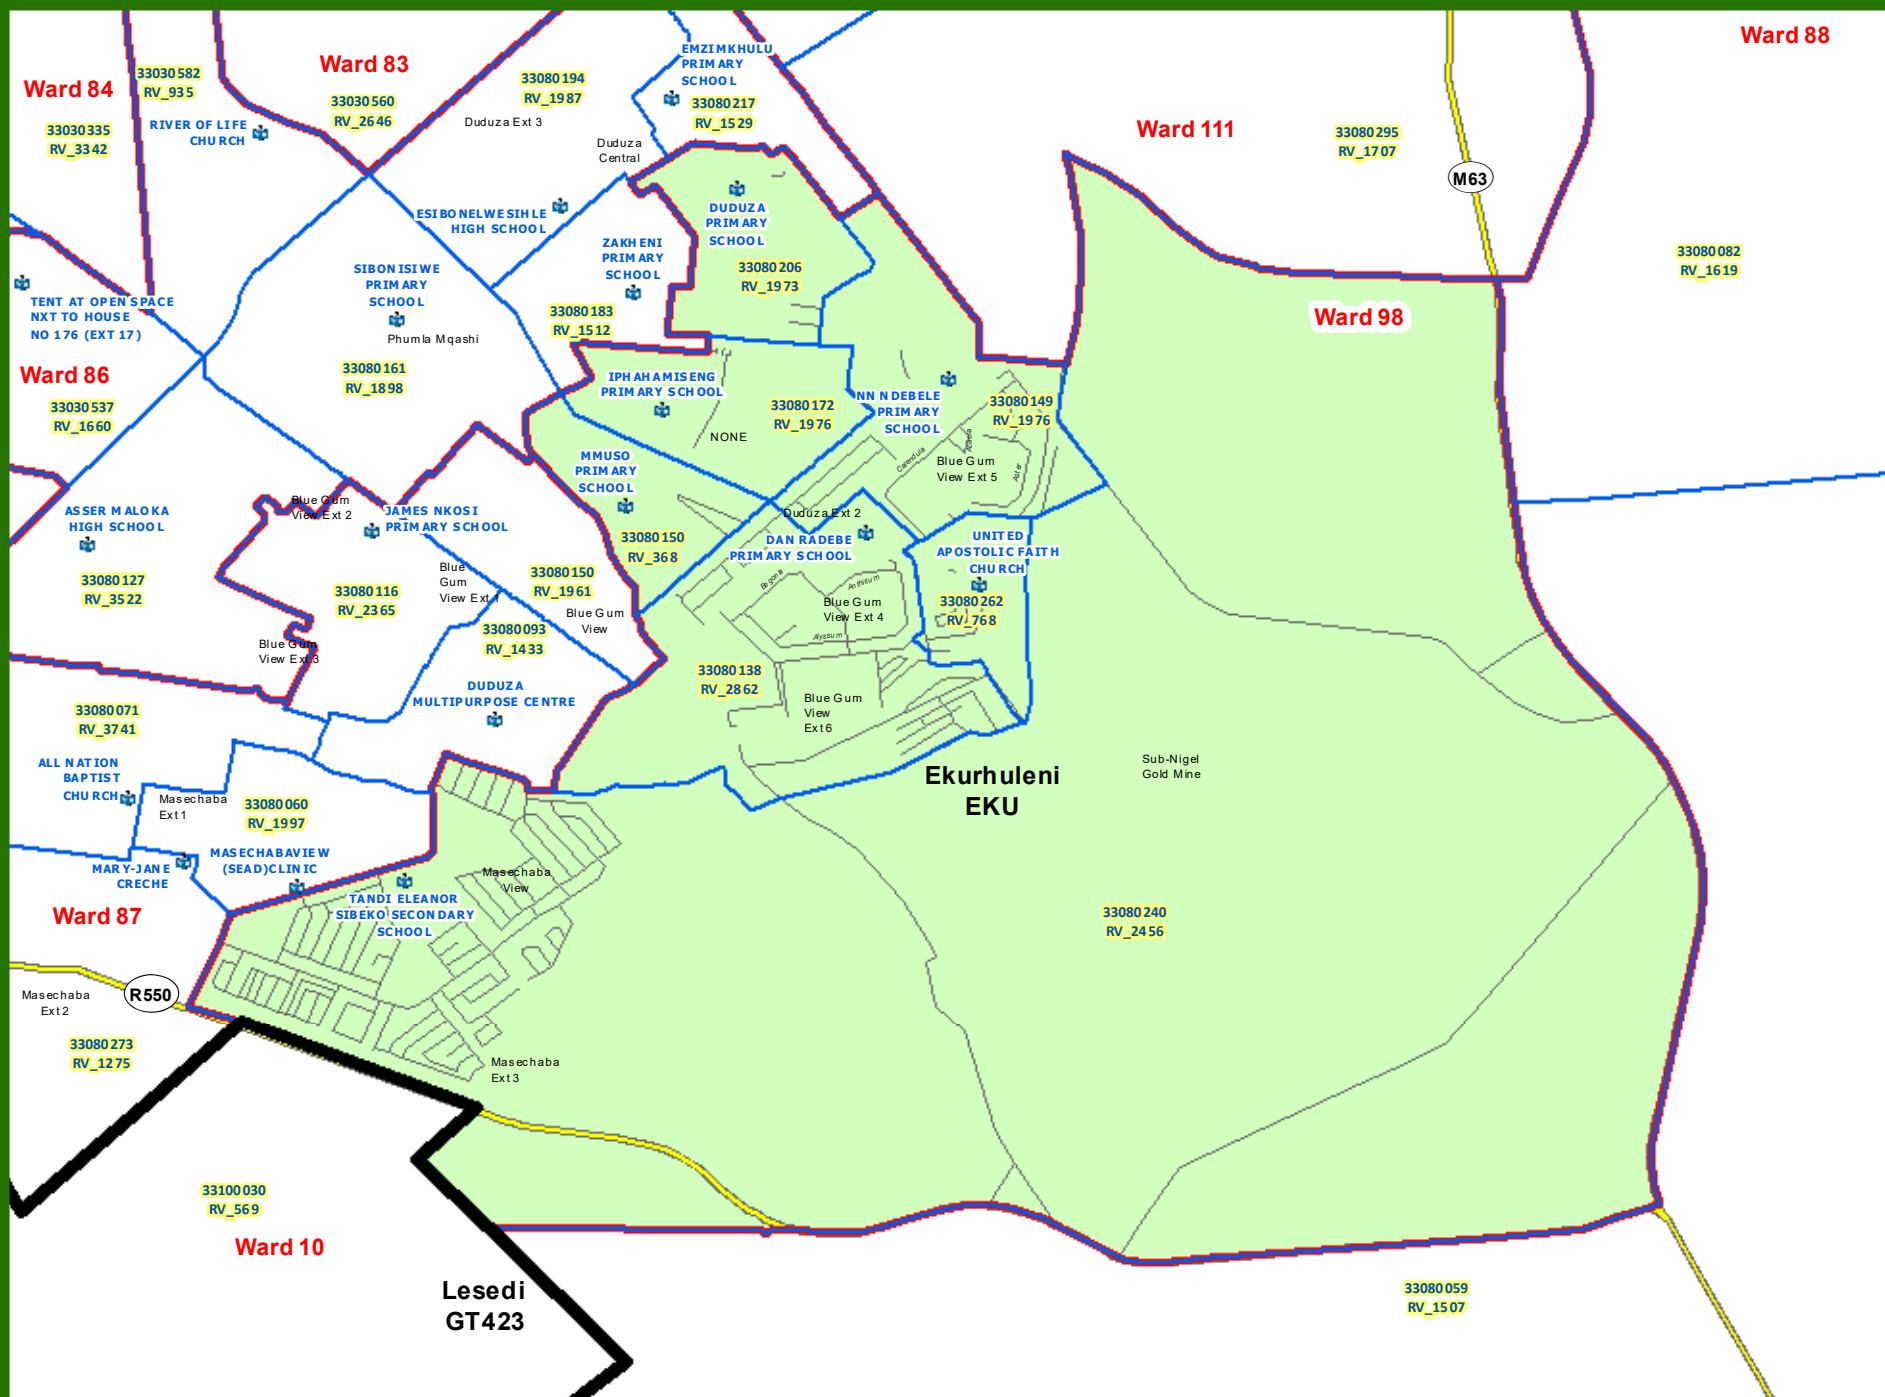 Ward 88
Ward 83
Ward 84
Ward 111
Ward 98
Ward 86
Ward 87
Ward 10
33030582
RV_935
33030560
RV_2646
33030335
RV_3342
RIVER OF LIFE
CHURCH
33080194
RV_1987
Duduza Ext 3
EMZIMKHULU
PRIMARY
SCHOOL
33080217
RV_1529
Duduza
Central
33080295
RV_1707
M63
33080082
RV_1619
ESIBONELWESIHLE
HIGH SCHOOL
DUDUZA
PRIMARY
SCHOOL
33080206
RV_1973
ZAKHENI
PRIMARY
SCHOOL
33080183
RV_1512
SIBONISIWE
PRIMARY
SCHOOL
Phumla Mqashi
33080161
RV_1898
TENT AT OPEN SPACE
NXT TO HOUSE
NO 176 (EXT 17)
33030537
RV_1660
IPHAHAMISENG
PRIMARY SCHOOL
33080172
RV_1976
NONE
NN NDEBELE
PRIMARY
SCHOOL
33080149
RV_1976
Calendula
Azalea
Aster
Blue Gum
View Ext 5
MMUSO
PRIMARY
SCHOOL
33080150
RV_368
Duduza Ext 2
DAN RADEBE
PRIMARY SCHOOL
UNITED
APOSTOLIC FAITH
CHURCH
33080262
RV_768
Begonia
Anthirium
Alyssum
Blue Gum
View Ext 4
ASSER MALOKA
HIGH SCHOOL
33080127
RV_3522
Blue Gum
View Ext 2
JAMES NKOSI
PRIMARY SCHOOL
33080116
RV_2365
Blue
Gum
View Ext 1
33080150
RV_1961
Blue Gum
View
33080093
RV_1433
Blue Gum
View Ext 3
DUDUZA
MULTIPURPOSE CENTRE
33080138
RV_2862
Blue Gum
View
Ext 6
33080071
RV_3741
ALL NATION
BAPTIST
CHURCH
Masechaba
Ext 1
33080060
RV_1997
MARY-JANE
CRECHE
MASECHABAVIEW
(SEAD)CLINIC
Ekurhuleni
EKU
Sub-Nigel
Gold Mine
Masechaba
View
TANDI ELEANOR
SIBEKO SECONDARY
SCHOOL
33080240
RV_2456
R550
Masechaba
Ext 2
33080273
RV_1275
Masechaba
Ext 3
33100030
RV_569
Lesedi
GT423
33080059
RV_1507